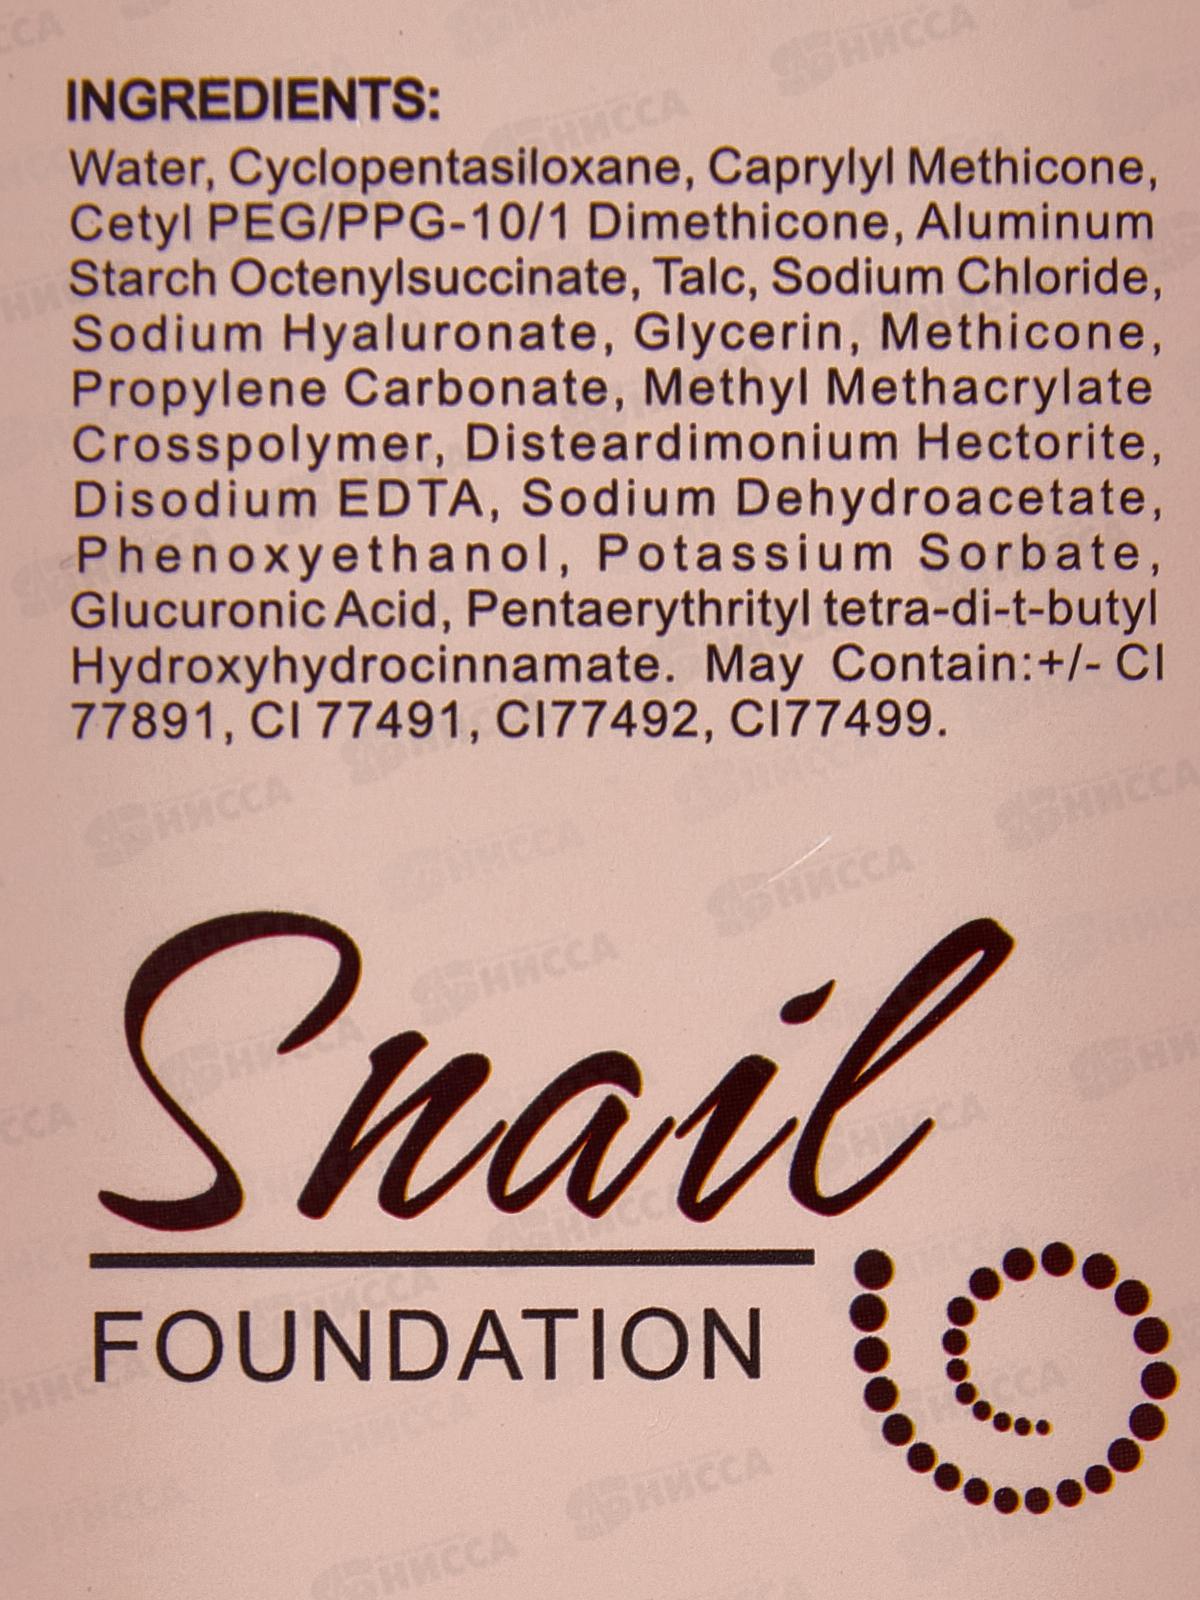 INGREDIENTS:
Water, Cyclopentasiloxane, Caprylyl Methicone,
Cetyl PEG/PPG-10/1 Dimethicone, Aluminum
Starch Octenylsuccinate, Talc, Sodium Chloride,
Sodium Hyaluronate, Glycerin, Methicone,
Propylene Carbonate, Methyl Methacrylate
Crosspolymer, Disteardimonium Hectorite,
Disodium EDTA, Sodium Dehydroacetate,
Phenoxyethanol, Potassium Sorbate,
Glucuronic Acid, Pentaerythrityl tetra-di-t-butyl
Hydroxyhydrocinnamate. May Contain:+/- CI
77891, CI 77491, CI77492, CI77499.
Snail
FOUNDATION